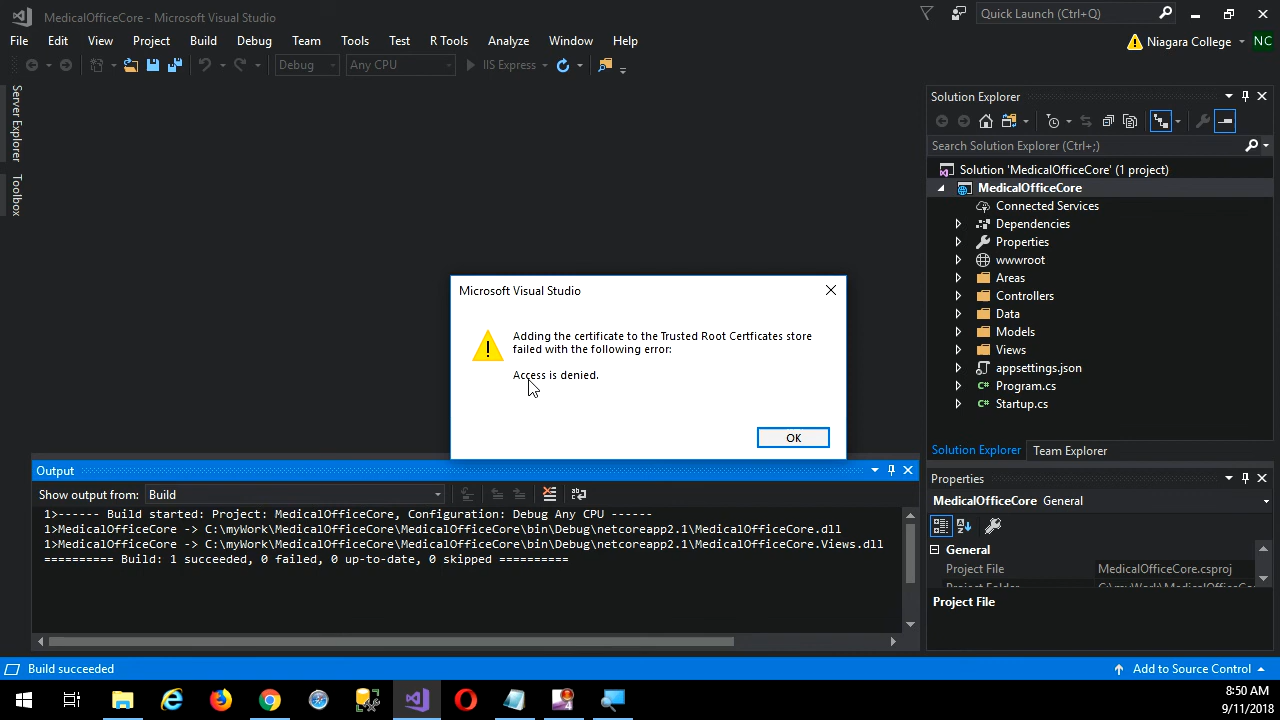 MedicalOfficeCore - Microsoft Visual Studio
Quick Launch (Ctrl+Q)
File Edit View Project Build Debug Team Tools Test R Tools Analyze Window Help
Niagara College NC
Debug Any CPU IIS Express
Server Explorer
Toolbox
Solution Explorer
Search Solution Explorer (Ctrl+;)
Solution 'MedicalOfficeCore' (1 project)
MedicalOfficeCore
Connected Services
Dependencies
Properties
wwwroot
Areas
Controllers
Data
Models
Views
appsettings.json
C# Program.cs
C# Startup.cs
Solution Explorer Team Explorer
Microsoft Visual Studio
Adding the certificate to the Trusted Root Certficates store
failed with the following error:
Access is denied.
OK
Output
Show output from: Build
1>------ Build started: Project: MedicalOfficeCore, Configuration: Debug Any CPU ------
1>MedicalOfficeCore -> C:\myWork\MedicalOfficeCore\MedicalOfficeCore\bin\Debug\netcoreapp2.1\MedicalOfficeCore.dll
1>MedicalOfficeCore -> C:\myWork\MedicalOfficeCore\MedicalOfficeCore\bin\Debug\netcoreapp2.1\MedicalOfficeCore.Views.dll
========== Build: 1 succeeded, 0 failed, 0 up-to-date, 0 skipped ==========
Properties
MedicalOfficeCore General
General
Project File MedicalOfficeCore.csproj
Project Folder
Project File
Build succeeded
Add to Source Control
8:50 AM
9/11/2018